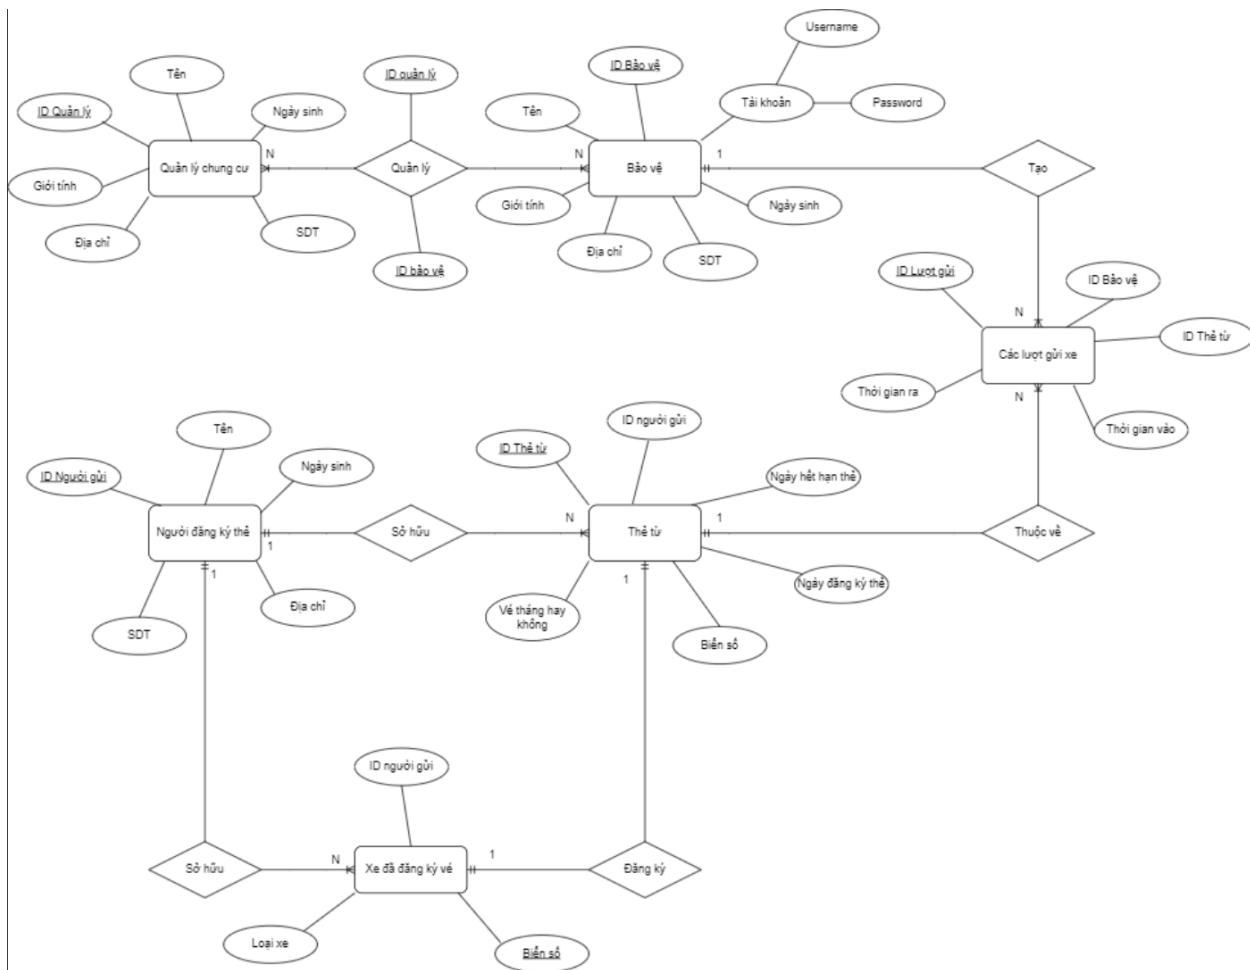 Username
Tên
ID quản lý
ID Bảo vệ
Tài khoản
Password
ID Quản lý
Ngày sinh
Tên
N
N
1
Quản lý chung cư
Quản lý
Bảo vệ
Tạo
Giới tính
Giới tính
Ngày sinh
Địa chỉ
SDT
Địa chỉ
SDT
ID bảo vệ
ID Lượt gửi
ID Bảo vệ
N
ID Thẻ từ
Các lượt gửi xe
Thời gian ra
N
Thời gian vào
Tên
ID người gửi
ID Thẻ từ
ID Người gửi
Ngày sinh
Ngày hết hạn thẻ
N
1
Người đăng ký thẻ
Sở hữu
Thẻ từ
Thuộc về
1
1
1
Ngày đăng ký thẻ
Địa chỉ
Vé tháng hay
không
SDT
Biển số
ID người gửi
N
1
Sở hữu
Xe đã đăng ký vé
Đăng ký
Loại xe
Biển số